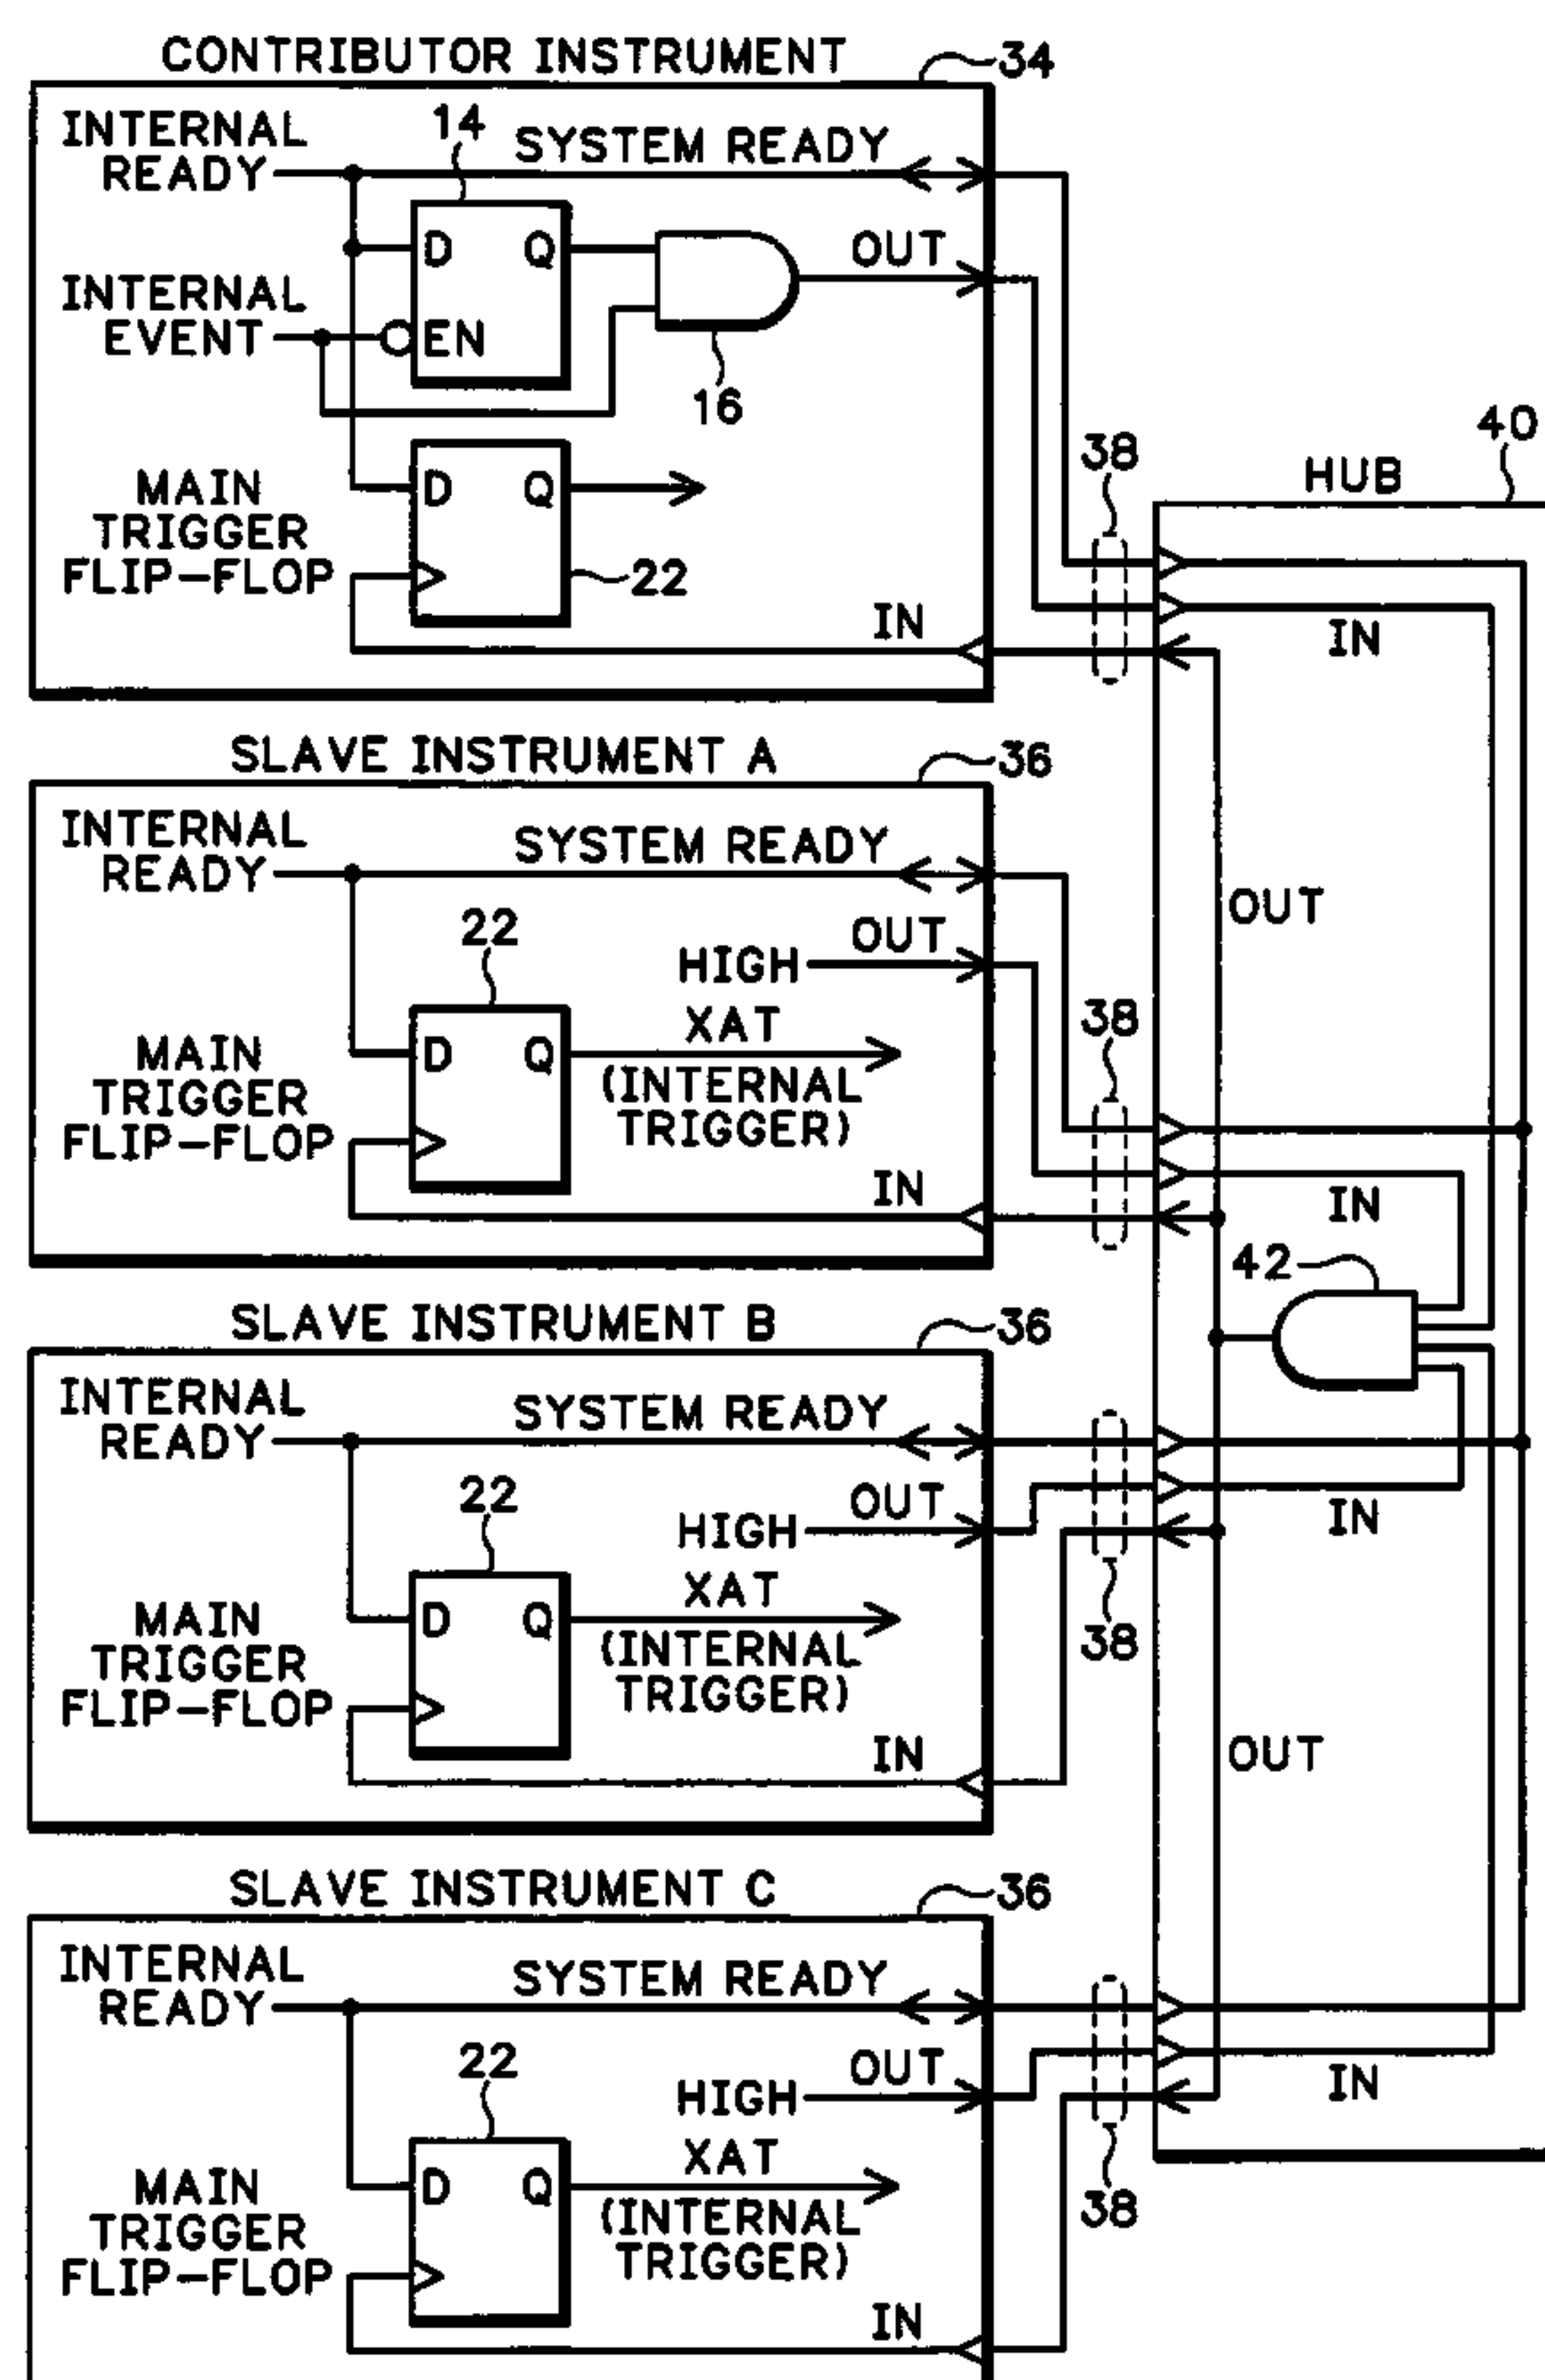 CONTRIBUTOR INSTRUMENT
34
INTERNAL
READY
14
SYSTEM READY
D
Q
OUT
INTERNAL
EVENT
EN
16
MAIN
TRIGGER
FLIP-FLOP
D
Q
22
IN
38
HUB
40
IN
SLAVE INSTRUMENT A
36
INTERNAL
READY
SYSTEM READY
OUT
22
OUT
HIGH
XAT
38
MAIN
TRIGGER
FLIP-FLOP
D
Q
(INTERNAL
TRIGGER)
IN
IN
42
SLAVE INSTRUMENT B
36
INTERNAL
READY
SYSTEM READY
22
OUT
HIGH
IN
XAT
MAIN
TRIGGER
FLIP-FLOP
D
Q
(INTERNAL
TRIGGER)
38
IN
OUT
SLAVE INSTRUMENT C
36
INTERNAL
READY
SYSTEM READY
22
OUT
HIGH
IN
XAT
MAIN
TRIGGER
FLIP-FLOP
D
Q
(INTERNAL
TRIGGER)
38
IN